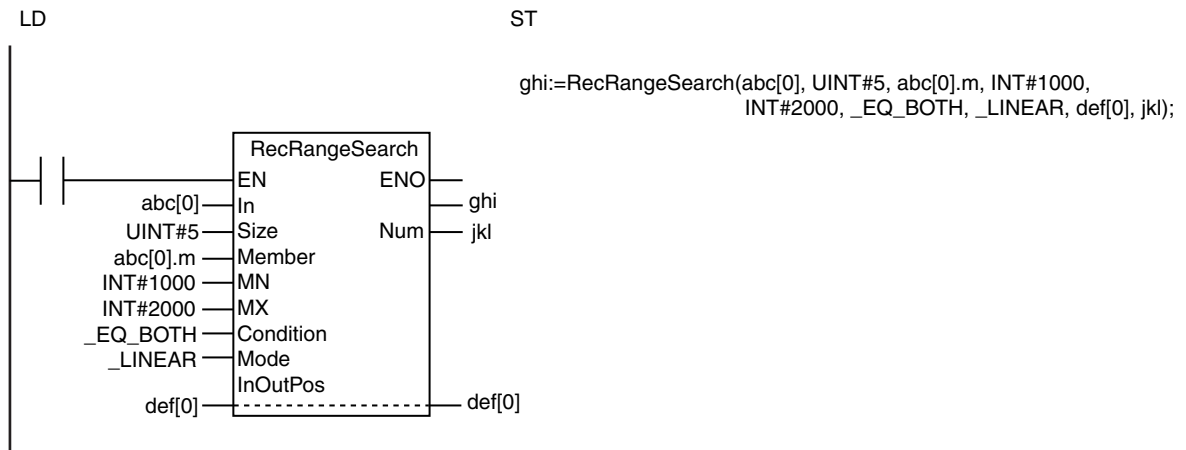 LD
ST
ghi:=RecRangeSearch(abc[0], UINT#5, abc[0].m, INT#1000,
INT#2000, _EQ_BOTH, _LINEAR, def[0], jkl);
RecRangeSearch
EN ENO
abc[0] In ghi
UINT#5 Size Num jkl
abc[0].m Member
INT#1000 MN
INT#2000 MX
_EQ_BOTH Condition
_LINEAR Mode
InOutPos
def[0] def[0]